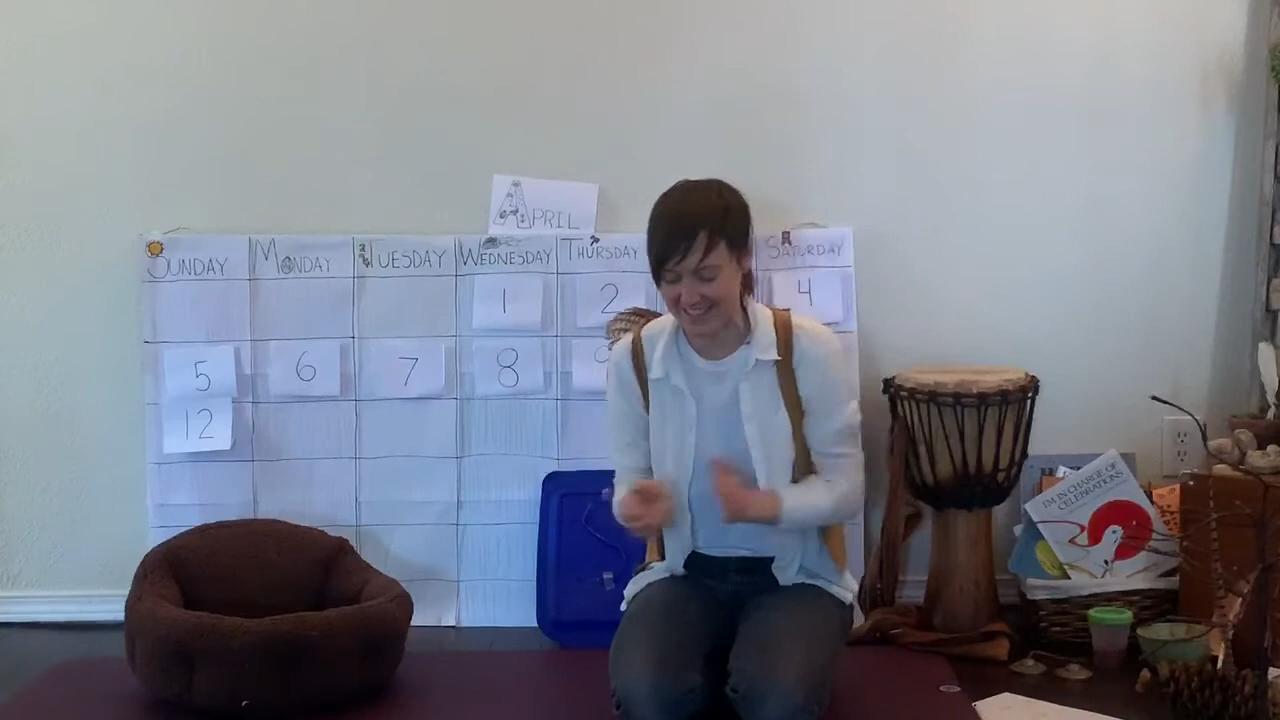 APRIL
SUNDAY MONDAY TUESDAY WEDNESDAY THURSDAY SATURDAY
1 2 4
5 6 7 8 9
12
I'M IN CHARGE OF
CELEBRATIONS